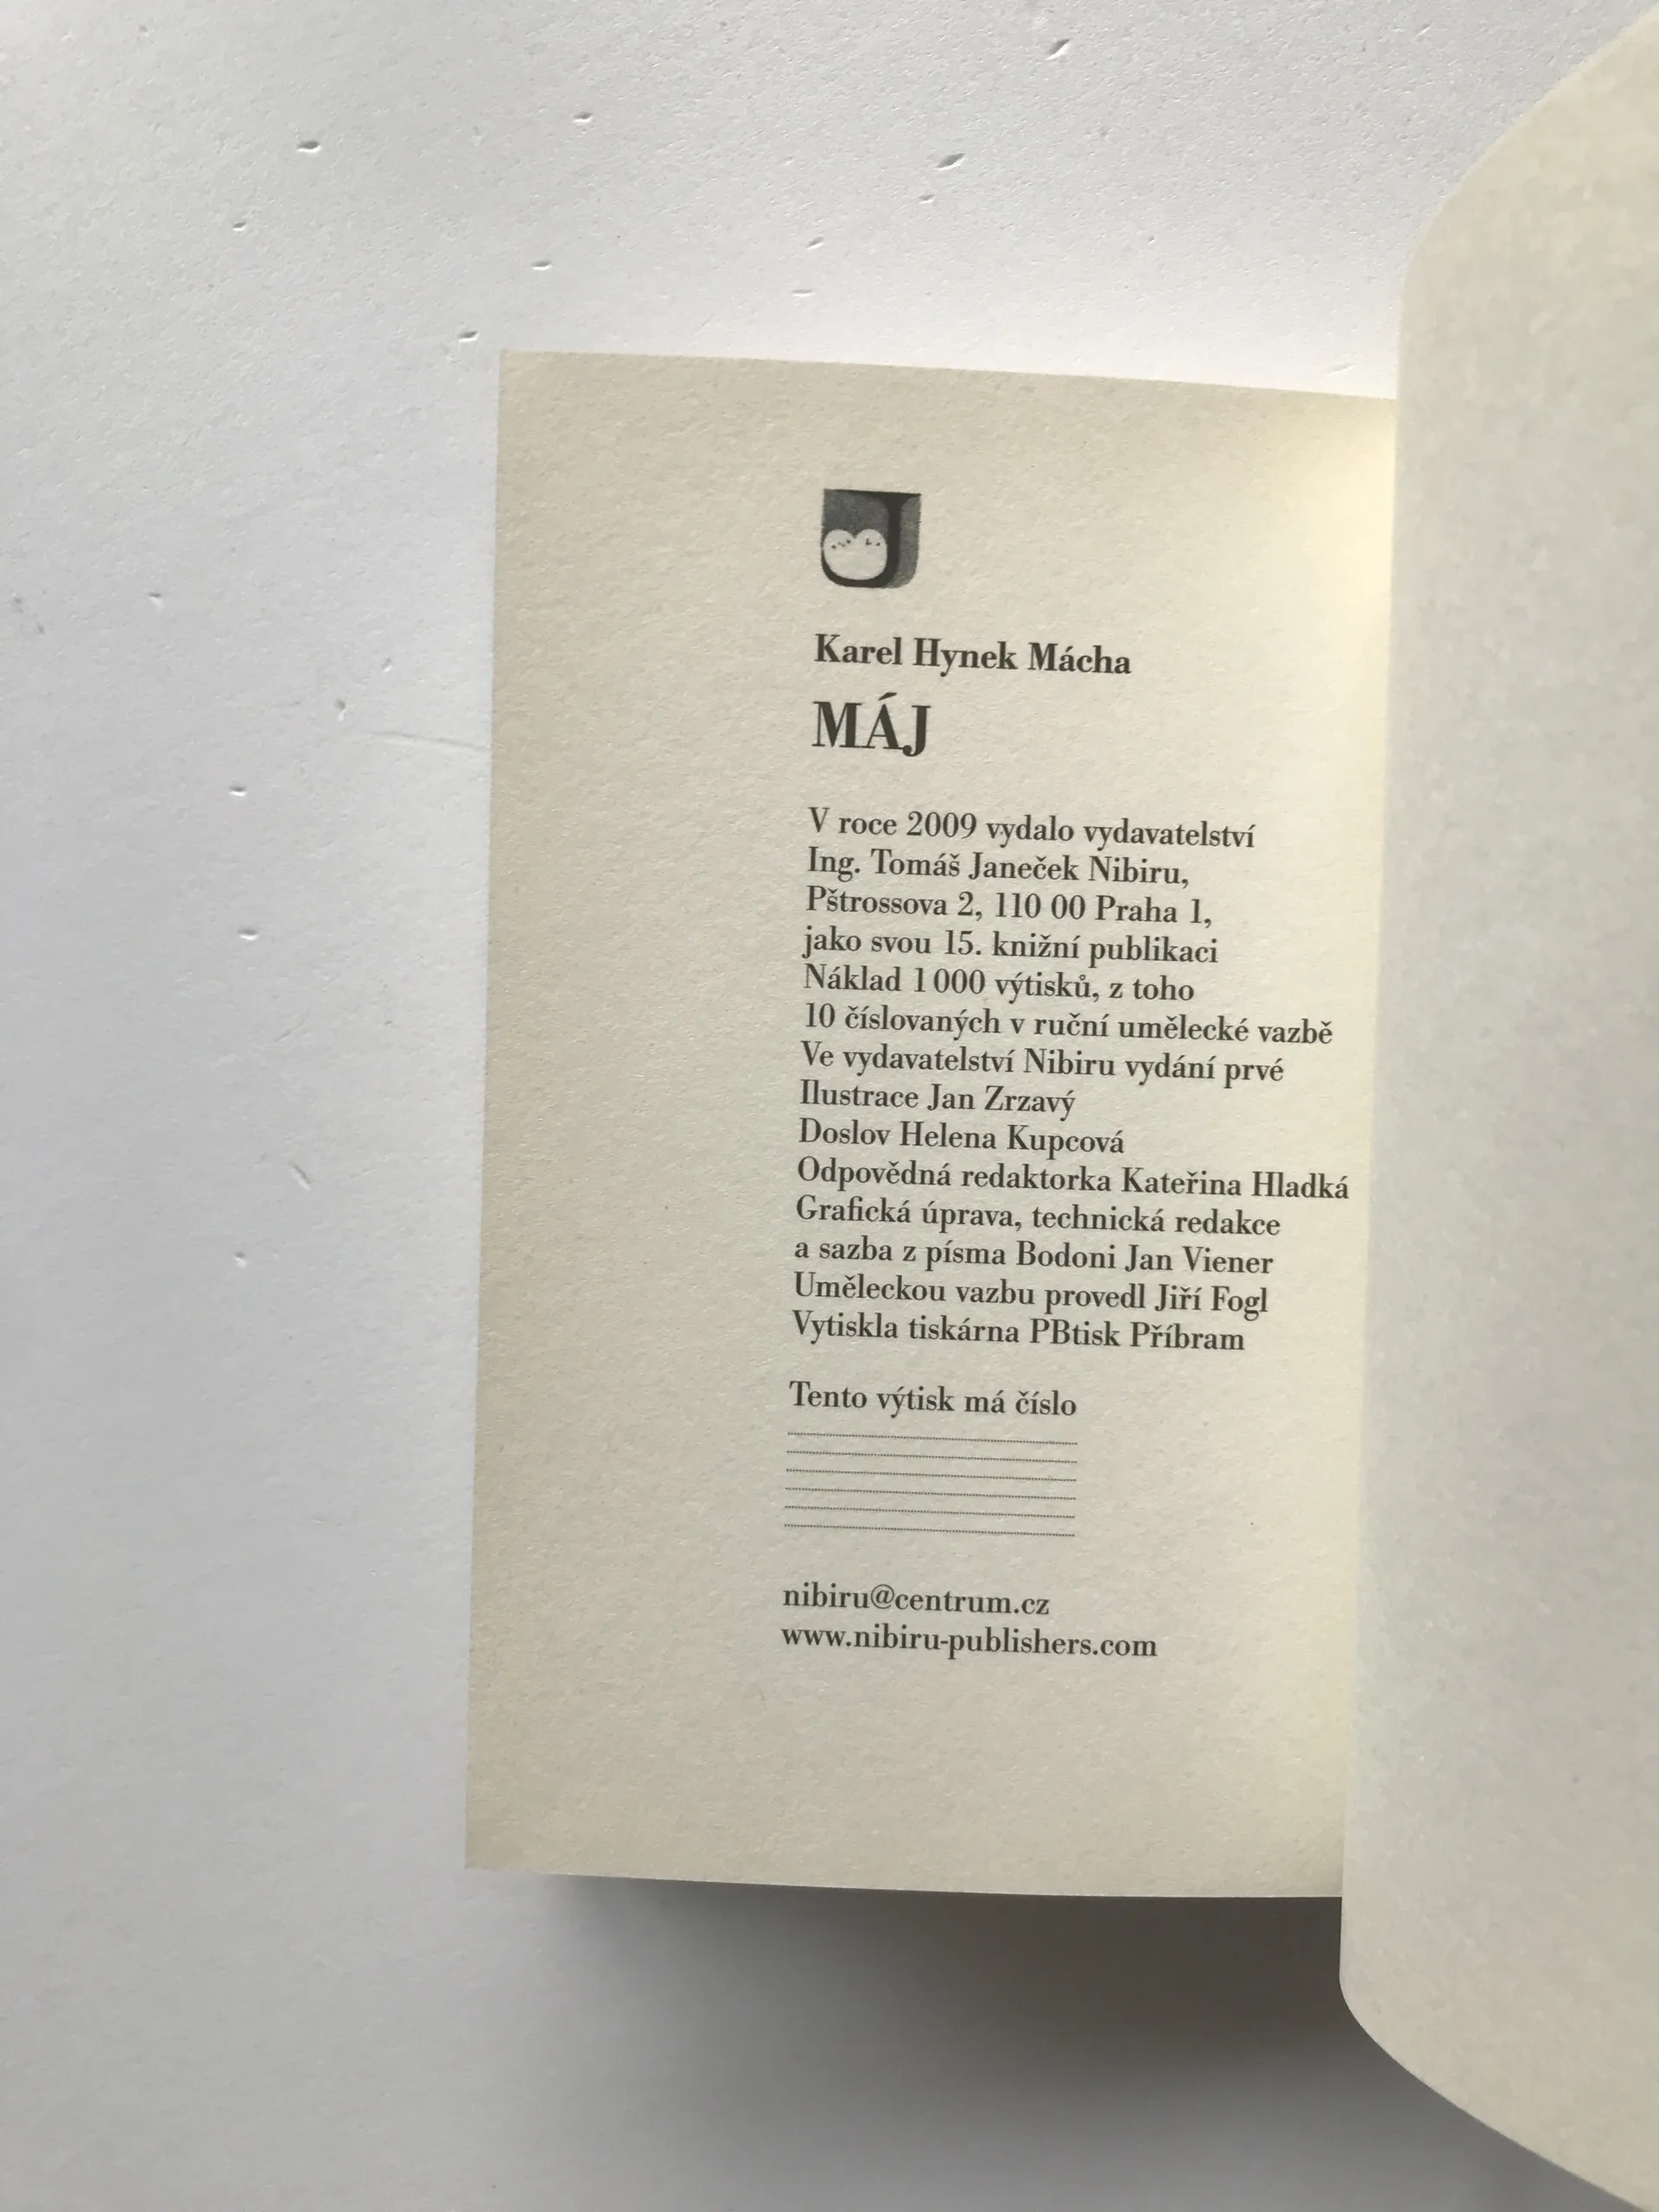 J
Karel Hynek Mácha
MÁJ
V roce 2009 vydalo vydavatelství
Ing. Tomáš Janeček Nibiru,
Pštrossova 2, 110 00 Praha 1,
jako svou 15. knižní publikaci
Náklad 1 000 výtisků, z toho
10 číslovaných v ruční umělecké vazbě
Ve vydavatelství Nibiru vydání prvé
Ilustrace Jan Zrzavý
Doslov Helena Kupcová
Odpovědná redaktorka Kateřina Hladká
Grafická úprava, technická redakce
a sazba z písma Bodoni Jan Viener
Uměleckou vazbu provedl Jiří Fogl
Vytiskla tiskárna PBtisk Příbram
Tento výtisk má číslo
nibiru@centrum.cz
www.nibiru-publishers.com